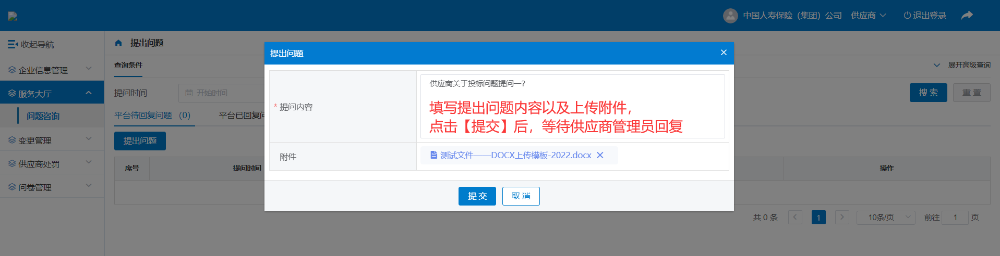 中国人寿保险（集团）公司 供应商 退出登录
收起导航
提出问题
企业信息管理
服务大厅
问题咨询
变更管理
供应商处罚
问卷管理
查询条件
展开高级查询
提问时间 开始时间
搜索 重置
平台待回复问题 （0） 平台已回复问
提出问题
序号 提问时间 操作
共 0 条 1 10条/页 前往 1 页
提出问题
* 提问内容
供应商关于投标问题提问一？
填写提出问题内容以及上传附件，
点击【提交】后，等待供应商管理员回复
附件
测试文件——DOCX上传模板-2022.docx
提交 取消